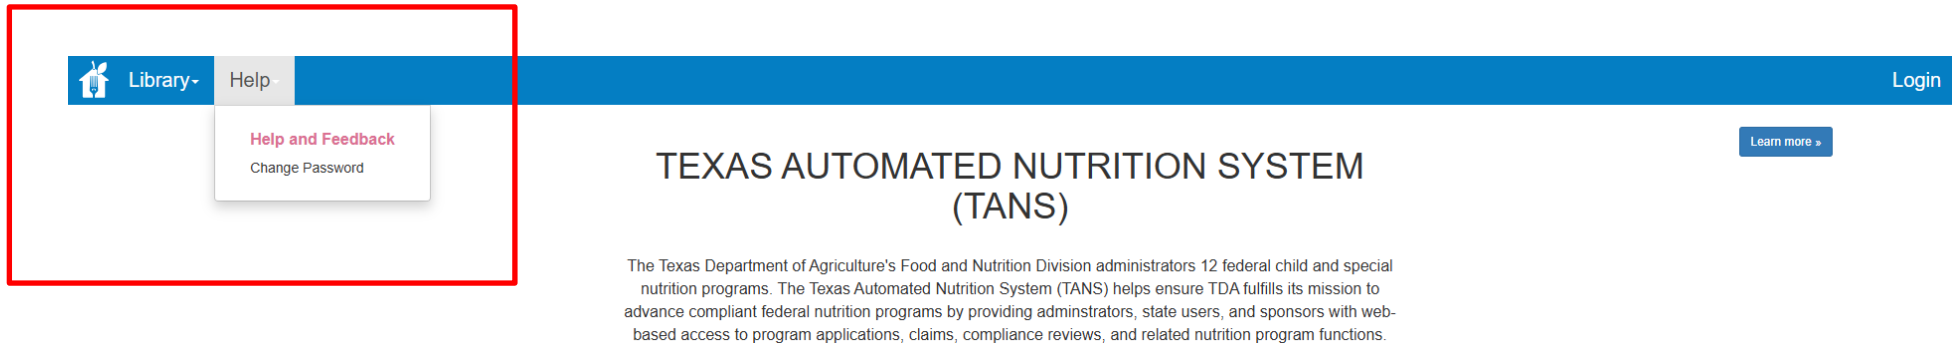 Library
Help
Login
Help and Feedback
Change Password
Learn more »
TEXAS AUTOMATED NUTRITION SYSTEM
(TANS)
The Texas Department of Agriculture's Food and Nutrition Division administrators 12 federal child and special
nutrition programs. The Texas Automated Nutrition System (TANS) helps ensure TDA fulfills its mission to
advance compliant federal nutrition programs by providing adminstrators, state users, and sponsors with web-
based access to program applications, claims, compliance reviews, and related nutrition program functions.